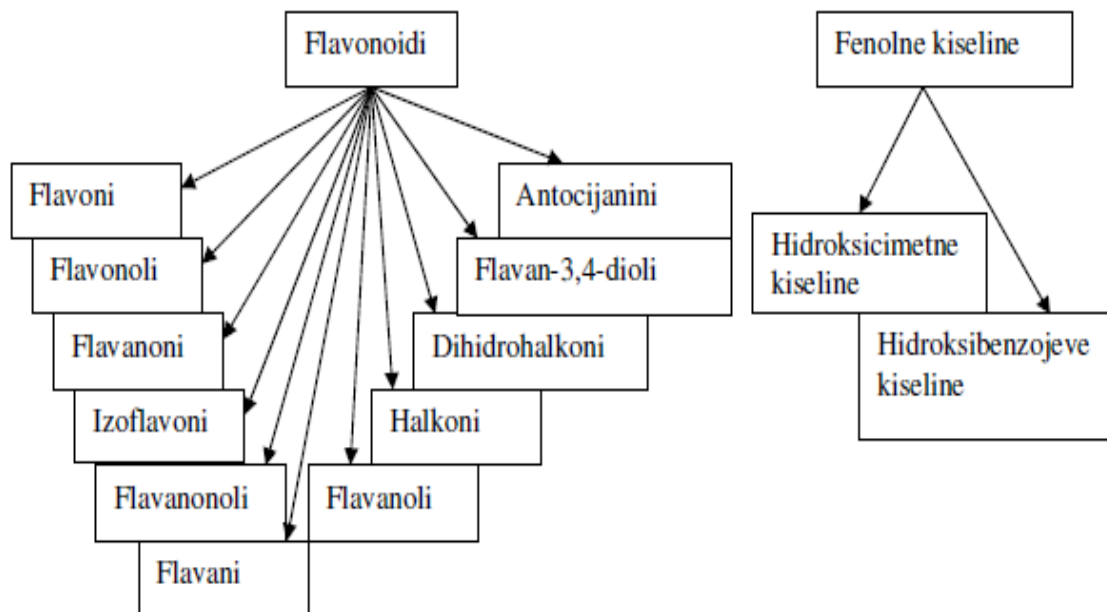 Flavonoidi
Fenolne kiseline
Flavoni
Flavonoli
Flavanoni
Izoflavoni
Flavanonoli
Flavani
Flavanoli
Halkoni
Dihidrohalkoni
Flavan-3,4-dioli
Antocijanini
Hidroksicimetne
kiseline
Hidroksibenzojeve
kiseline